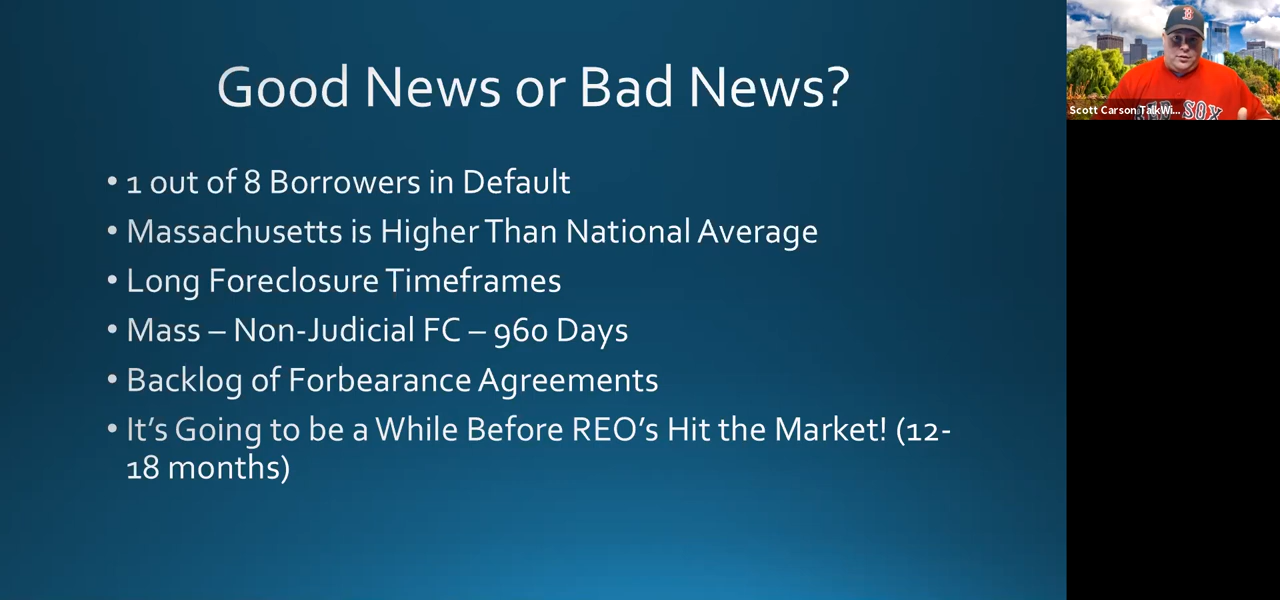 Good News or Bad News?
• 1 out of 8 Borrowers in Default
• Massachusetts is Higher Than National Average
• Long Foreclosure Timeframes
• Mass – Non-Judicial FC – 960 Days
• Backlog of Forbearance Agreements
• It's Going to be a While Before REO's Hit the Market! (12-
18 months)
B
RED SOX
Scott Carson TalkWi...